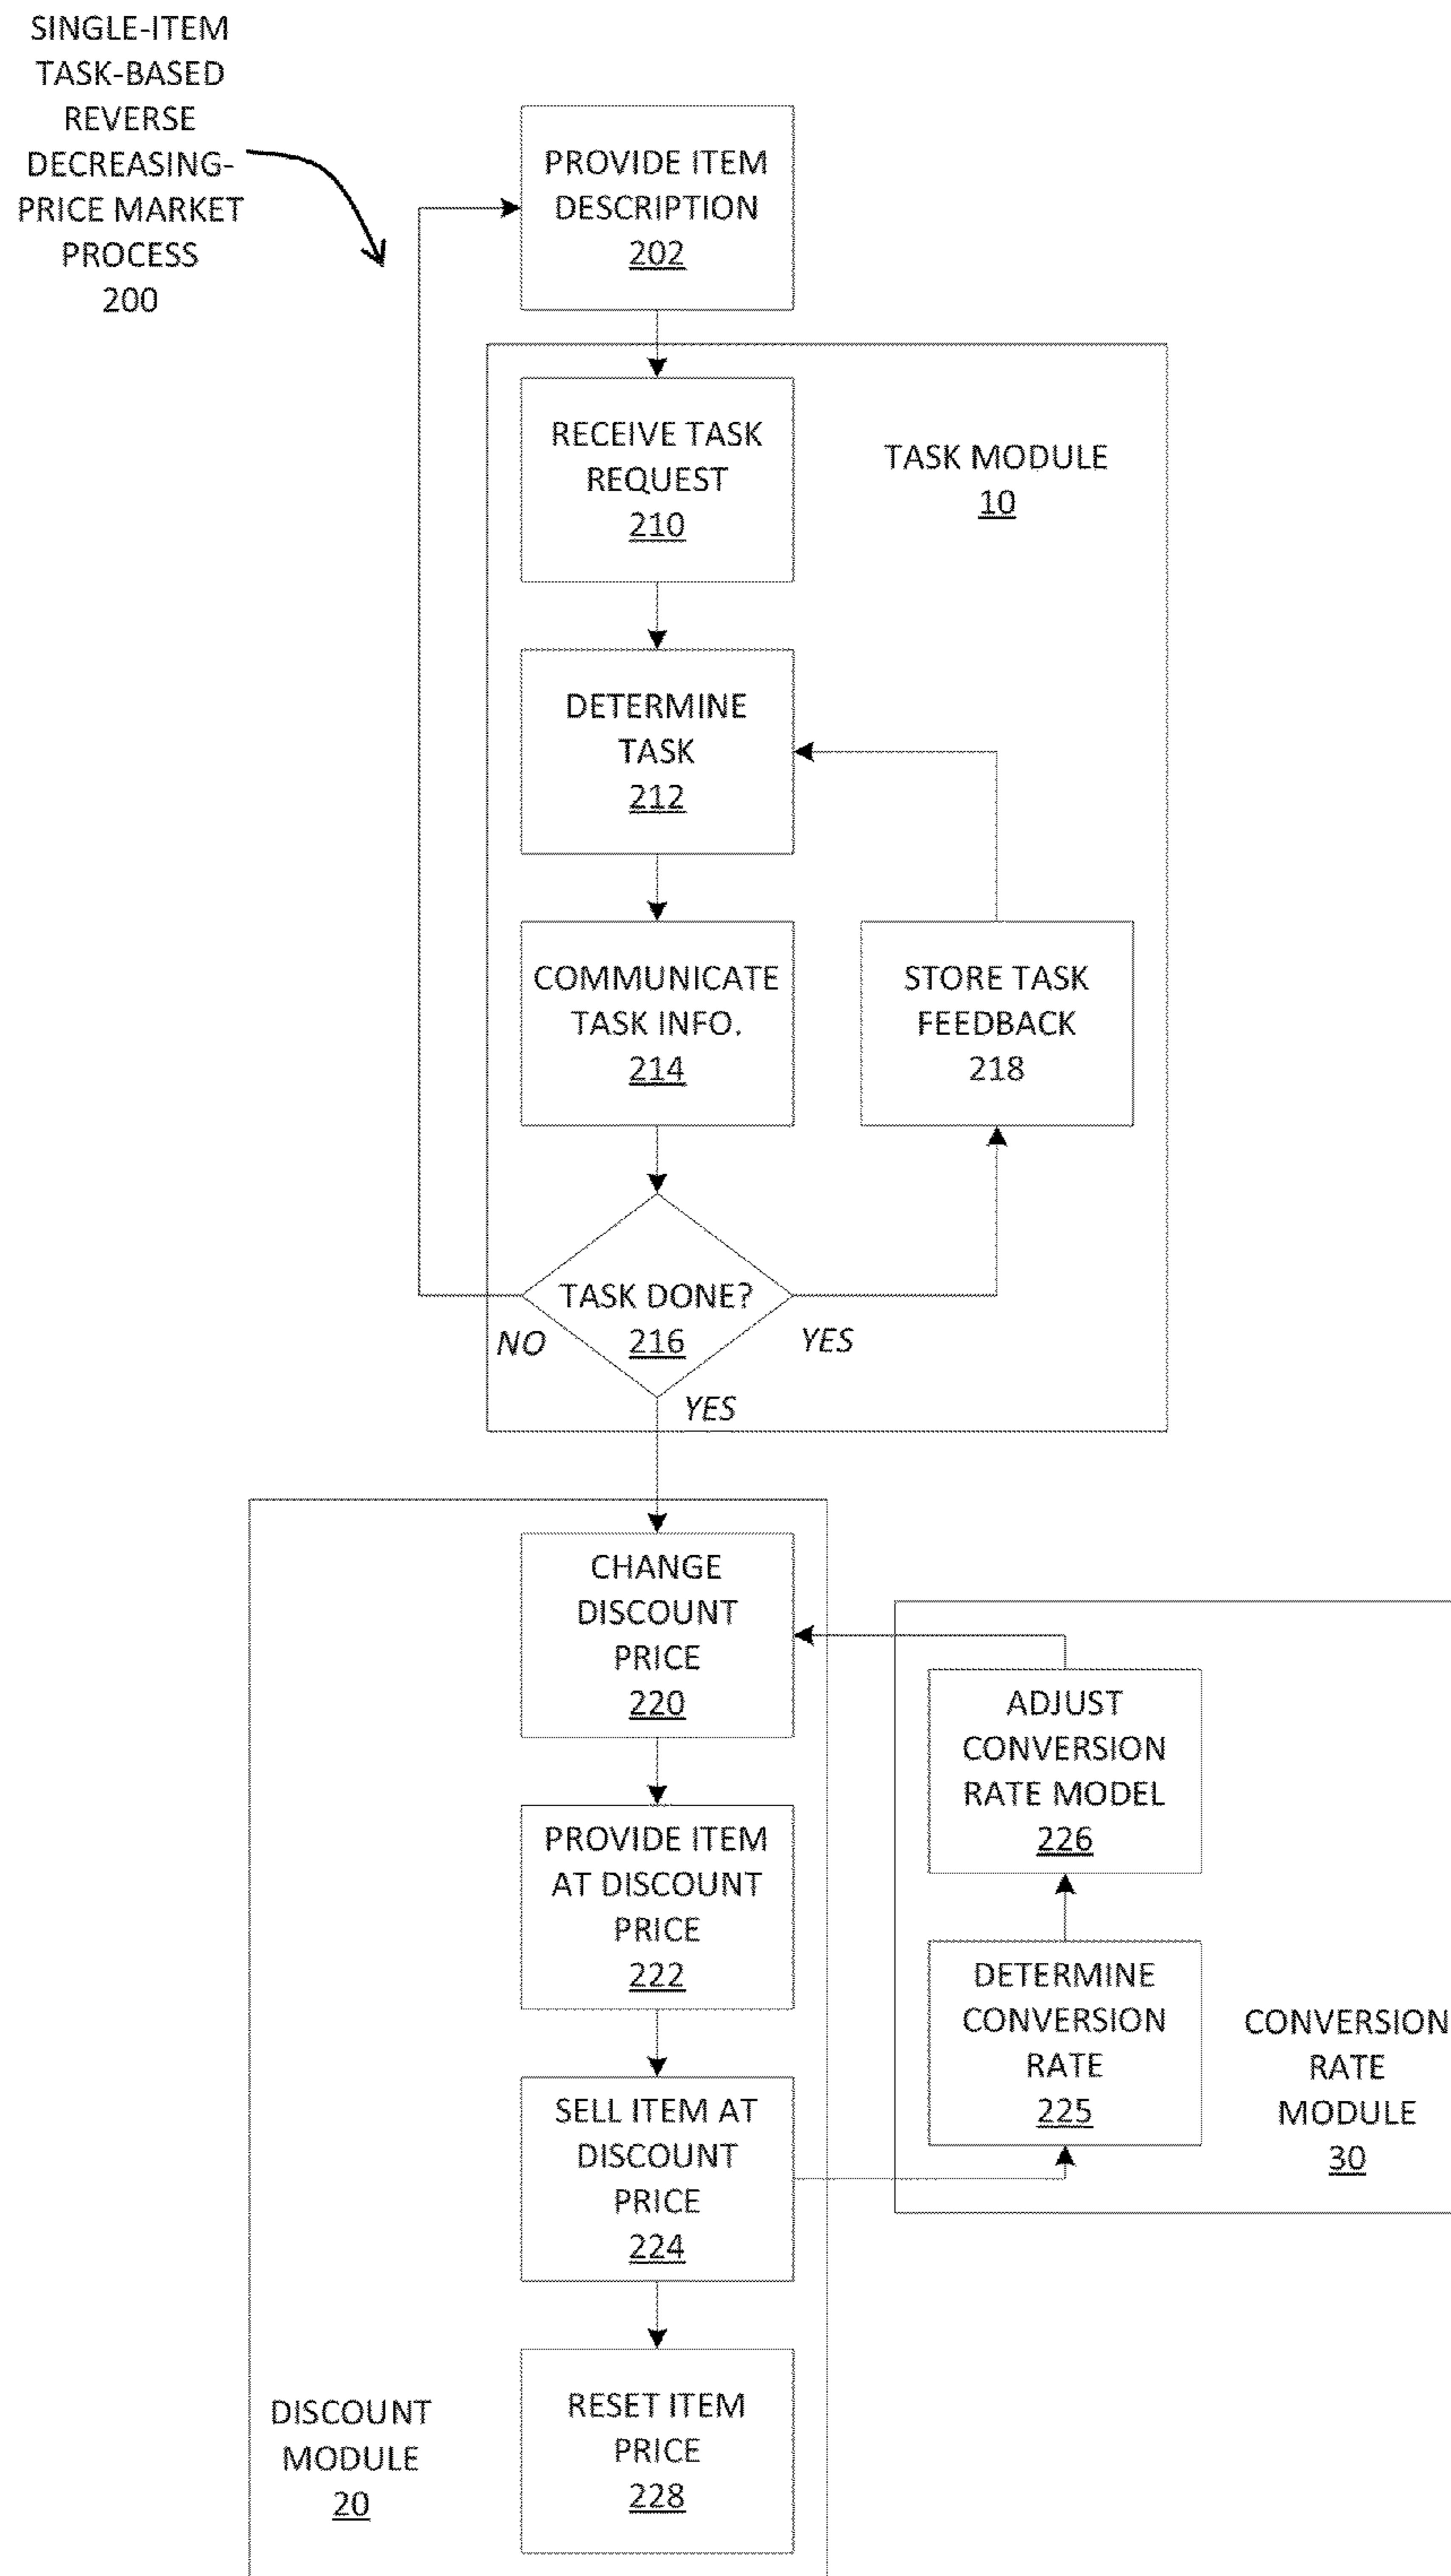 SINGLE-ITEM
TASK-BASED
REVERSE
DECREASING-
PRICE MARKET
PROCESS
200
PROVIDE ITEM
DESCRIPTION
202
RECEIVE TASK
REQUEST
210
TASK MODULE
10
DETERMINE
TASK
212
COMMUNICATE
TASK INFO.
214
STORE TASK
FEEDBACK
218
TASK DONE?
216
NO
YES
YES
CHANGE
DISCOUNT
PRICE
220
ADJUST
CONVERSION
RATE MODEL
226
PROVIDE ITEM
AT DISCOUNT
PRICE
222
DETERMINE
CONVERSION
RATE
225
CONVERSION
RATE
MODULE
30
SELL ITEM AT
DISCOUNT
PRICE
224
RESET ITEM
PRICE
228
DISCOUNT
MODULE
20